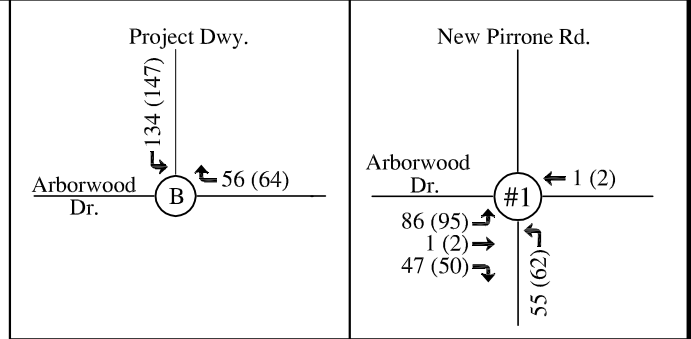 Project Dwy.
134 (147)
56 (64)
Arborwood
Dr.
B
New Pirrone Rd.
Arborwood
Dr.
#1
1 (2)
86 (95)
1 (2)
47 (50)
55 (62)